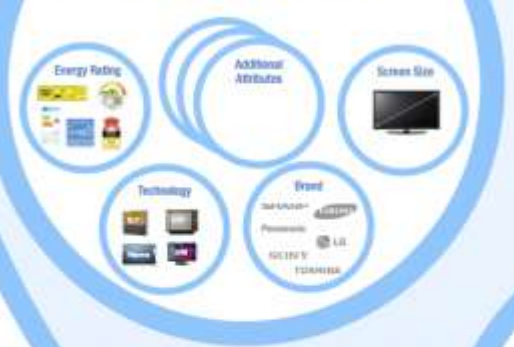 Energy Rating
Additional
Attributes
Screen Size
Technology
Brand
SHARP
SAMSUNG
Panasonic
LG
SONY
TOSHIBA